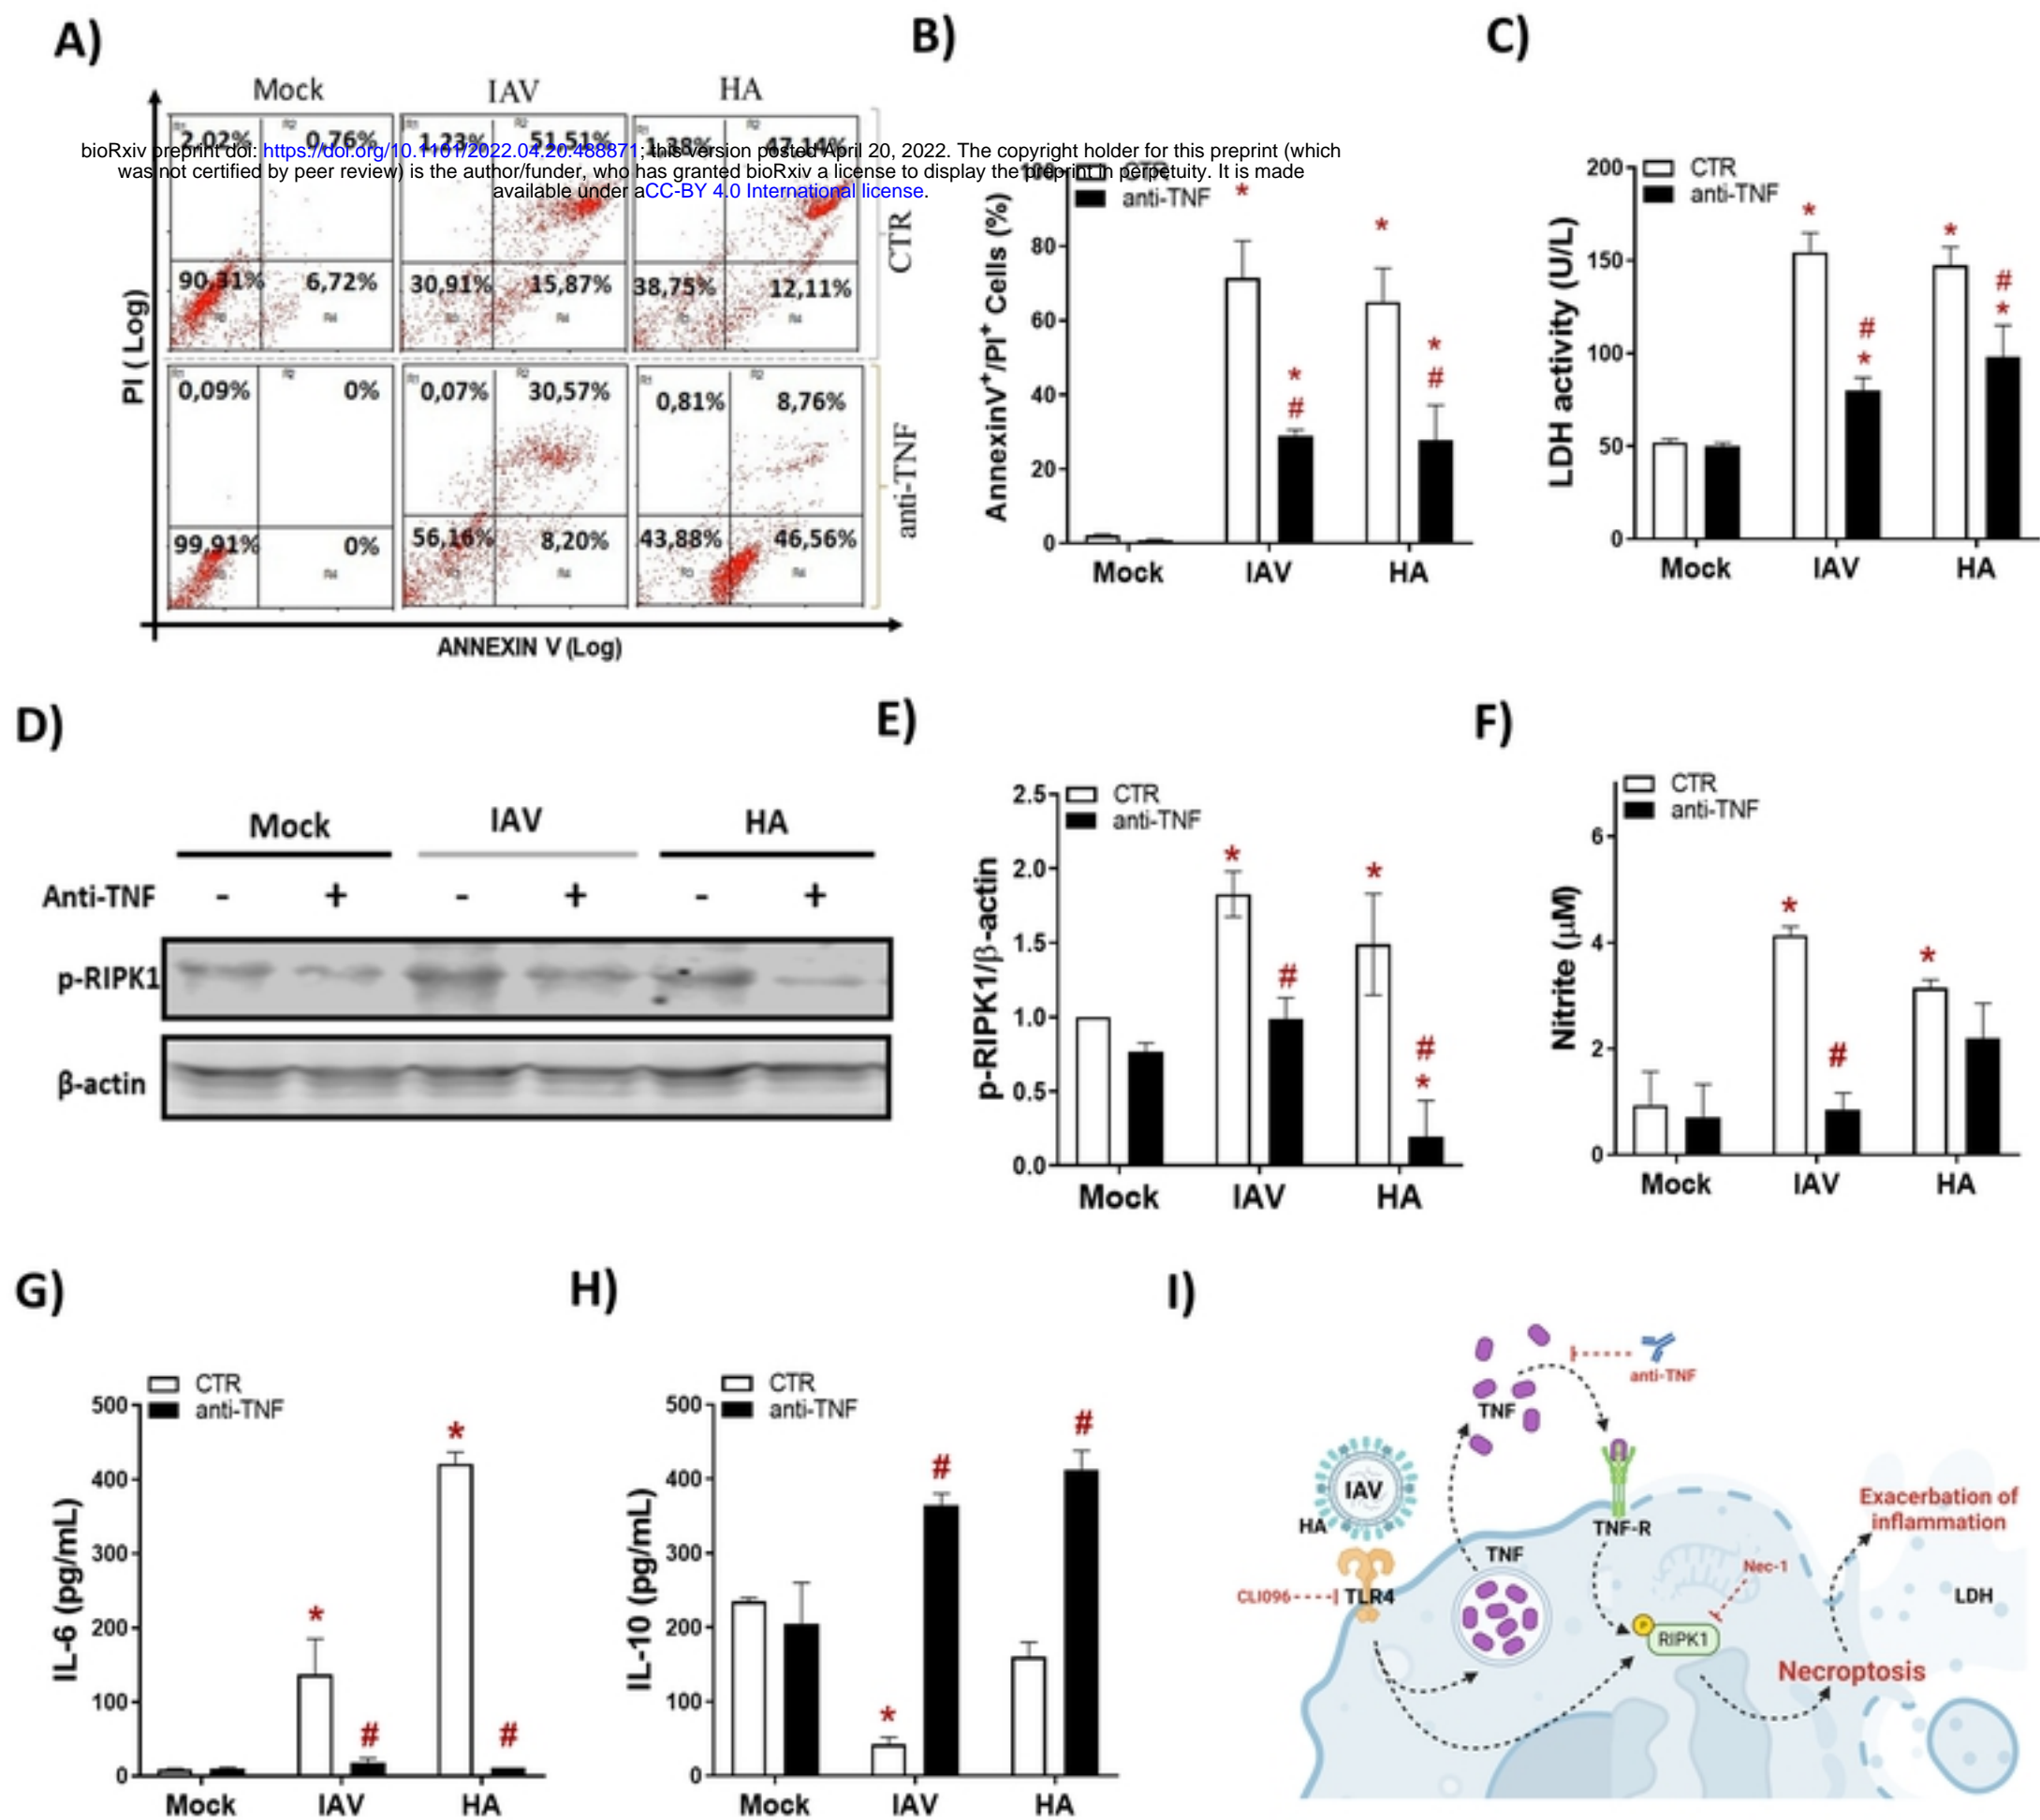 A)
Mock IAV HA
2,02% 0,76% 1,23% 51,51% 1,38% 47,14%
bioRxiv preprint doi: https://doi.org/10.1101/2022.04.20.488871; this version posted April 20, 2022. The copyright holder for this preprint (which
was not certified by peer review) is the author/funder, who has granted bioRxiv a license to display the preprint in perpetuity. It is made
available under aCC-BY 4.0 International license.
90,31% 6,72% 30,91% 15,87% 38,75% 12,11%
CTR
0,09% 0% 0,07% 30,57% 0,81% 8,76%
99,91% 0% 56,16% 8,20% 43,88% 46,56%
anti-TNF
PI ( Log)
ANNEXIN V (Log)
B)
CTR
anti-TNF
AnnexinV+/PI+ Cells (%)
100
80
60
40
20
0
* * # * * #
Mock IAV HA
C)
CTR
anti-TNF
LDH activity (U/L)
200
150
100
50
0
* # * * # *
Mock IAV HA
D)
Mock IAV HA
Anti-TNF - + - + - +
p-RIPK1
β-actin
E)
CTR
anti-TNF
p-RIPK1/β-actin
2.5
2.0
1.5
1.0
0.5
0.0
* # * # *
Mock IAV HA
F)
CTR
anti-TNF
Nitrite (μM)
6
4
2
0
* # *
Mock IAV HA
G)
CTR
anti-TNF
IL-6 (pg/mL)
500
400
300
200
100
0
* # * #
Mock IAV HA
H)
CTR
anti-TNF
IL-10 (pg/mL)
500
400
300
200
100
0
* # #
Mock IAV HA
I)
anti-TNF
TNF
IAV
HA
TNF-R
Exacerbation of
inflammation
TNF
Nec-1
CLI096
TLR4
LDH
P
RIPK1
Necroptosis